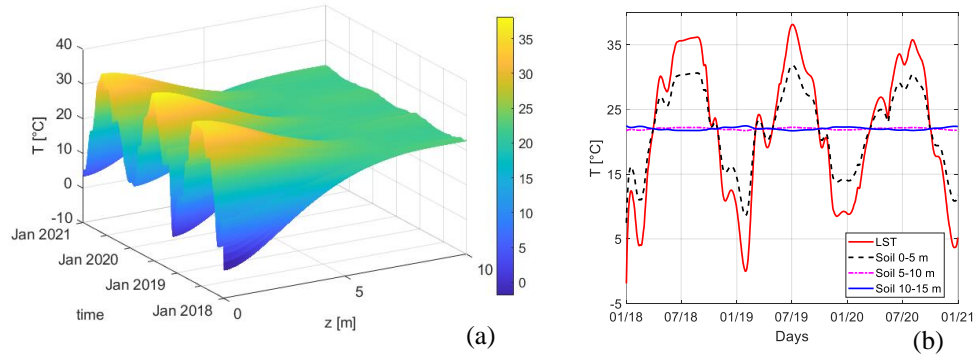 40
30
20
10
0
-10
T [°C]
Jan 2021
Jan 2020
Jan 2019
Jan 2018
time
0
5
10
z [m]
35
30
25
20
15
10
5
0
(a)
35
25
15
5
-5
T [°C]
01/18
07/18
01/19
07/19
01/20
07/20
01/21
Days
LST
Soil 0-5 m
Soil 5-10 m
Soil 10-15 m
(b)